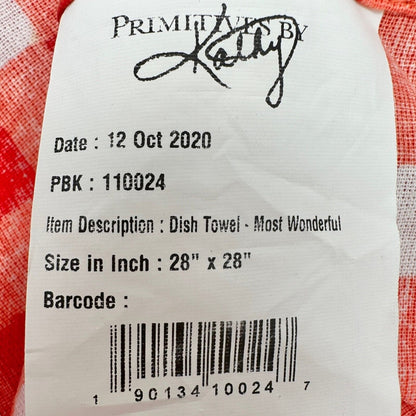 PRIMITIVES BY
Kathy
Date : 12 Oct 2020
PBK : 110024
Item Description : Dish Towel - Most Wonderful
Size in Inch : 28" x 28"
Barcode :
1 90134 10024 7